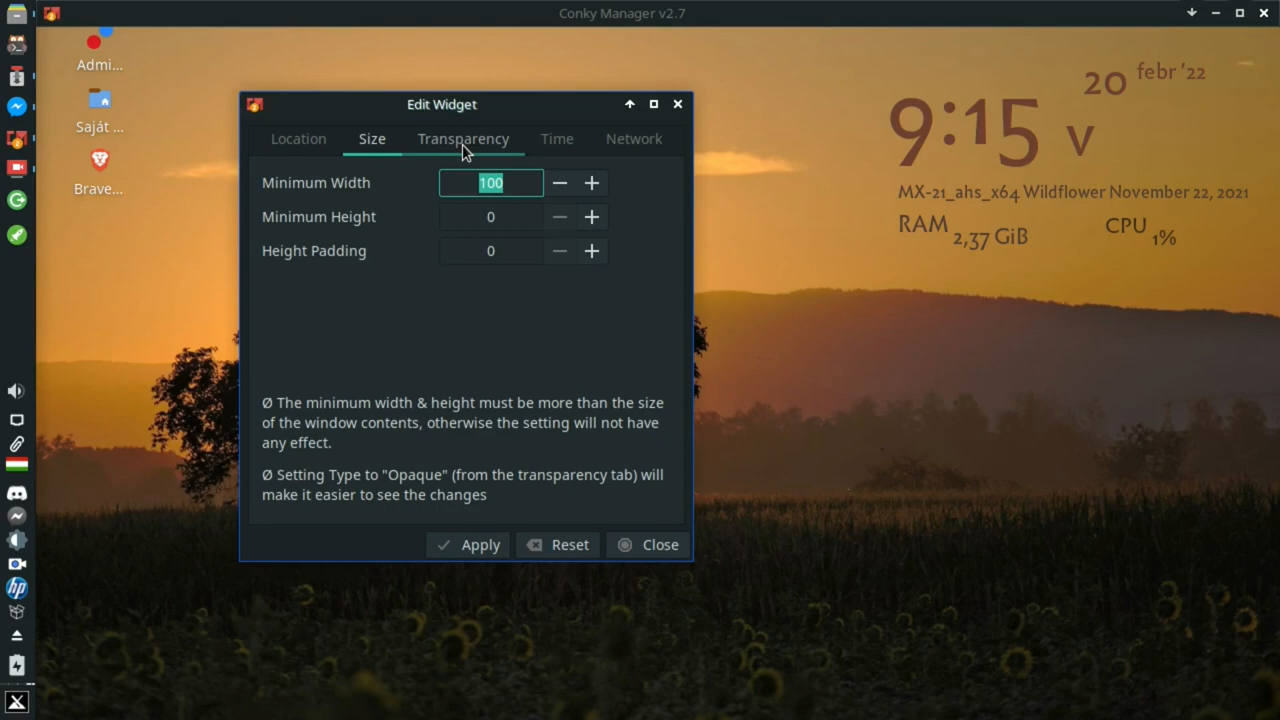 Conky Manager v2.7
Admi...
Saját ...
Brave...
Edit Widget
Location Size Transparency Time Network
Minimum Width 100
Minimum Height 0
Height Padding 0
Ø The minimum width & height must be more than the size
of the window contents, otherwise the setting will not have
any effect.
Ø Setting Type to "Opaque" (from the transparency tab) will
make it easier to see the changes
Apply Reset Close
20 febr '22
9:15 v
MX-21_ahs_x64 Wildflower November 22, 2021
RAM 2,37 GiB CPU 1%
hp